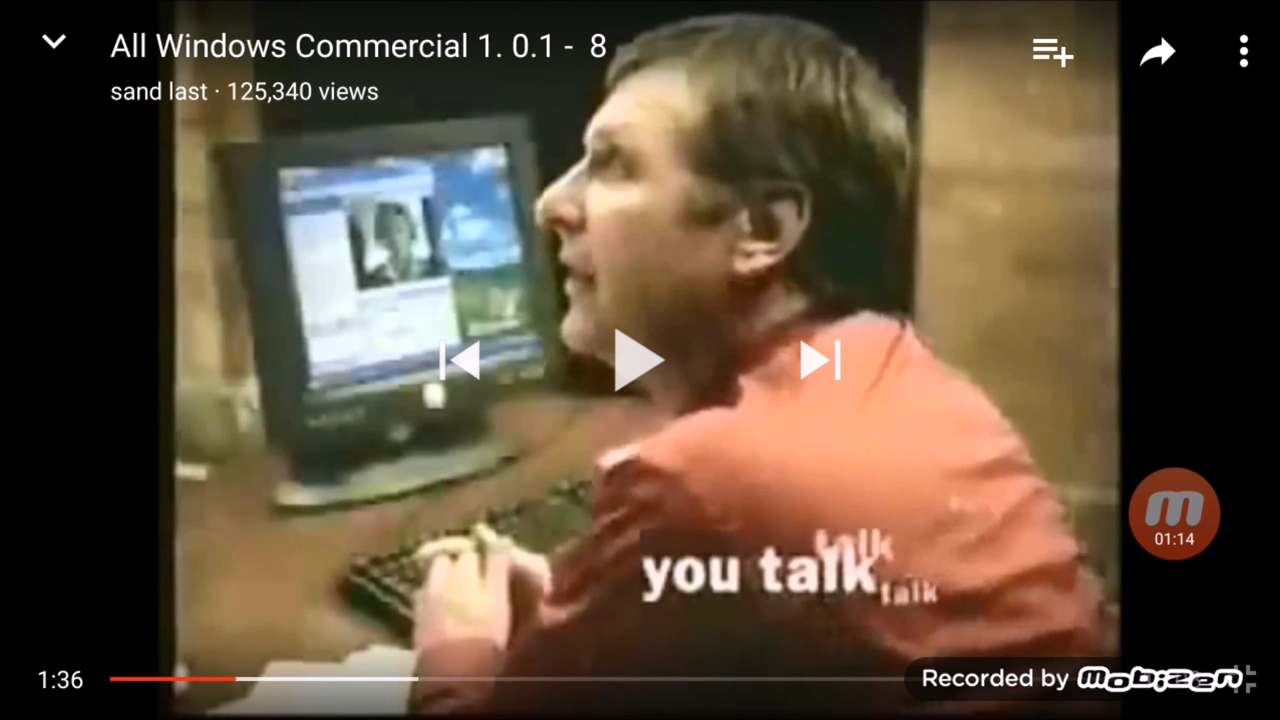 All Windows Commercial 1. 0.1 -  8
sand last · 125,340 views
you talk
talk
talk
01:14
1:36
Recorded by mobizen